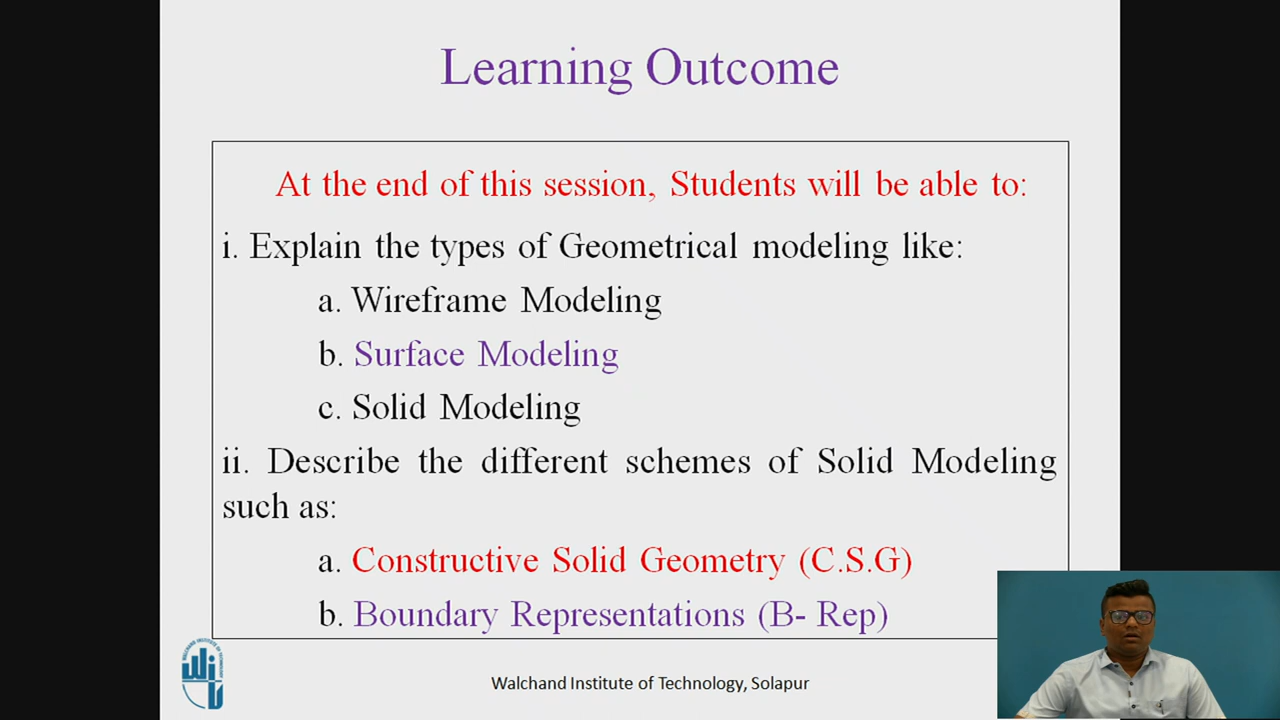 Learning Outcome
At the end of this session, Students will be able to:
i. Explain the types of Geometrical modeling like:
a. Wireframe Modeling
b. Surface Modeling
c. Solid Modeling
ii. Describe the different schemes of Solid Modeling
such as:
a. Constructive Solid Geometry (C.S.G)
b. Boundary Representations (B- Rep)
Walchand Institute of Technology, Solapur